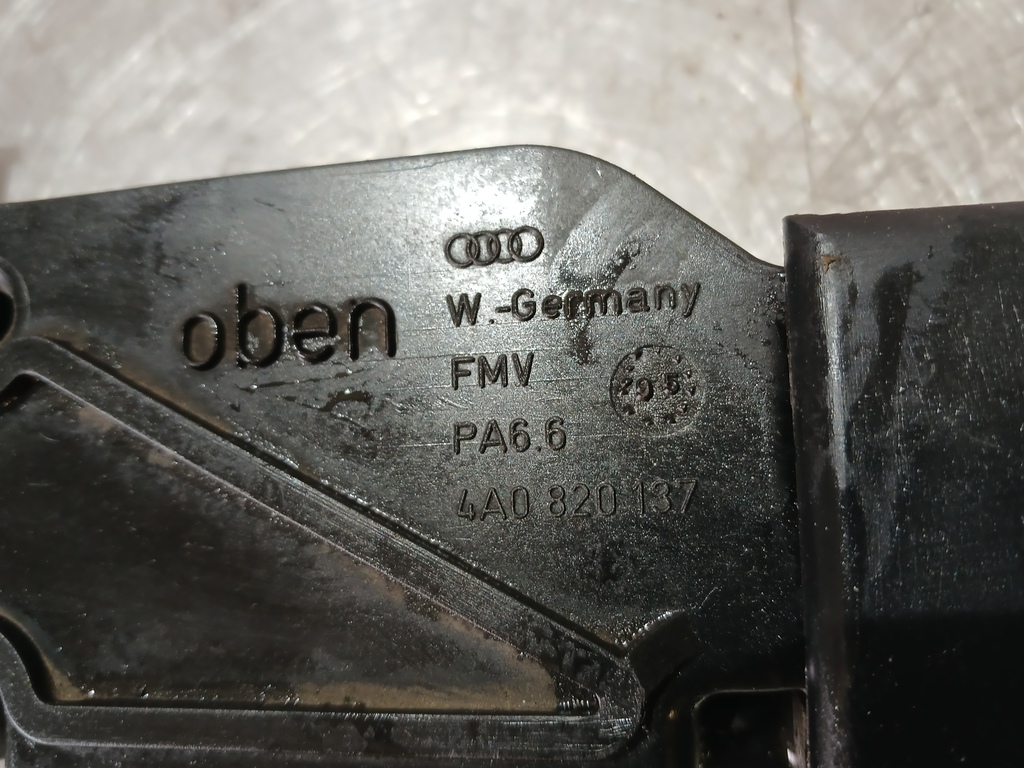 oben
W.-Germany
FMV
PA6.6
4A0 820 137